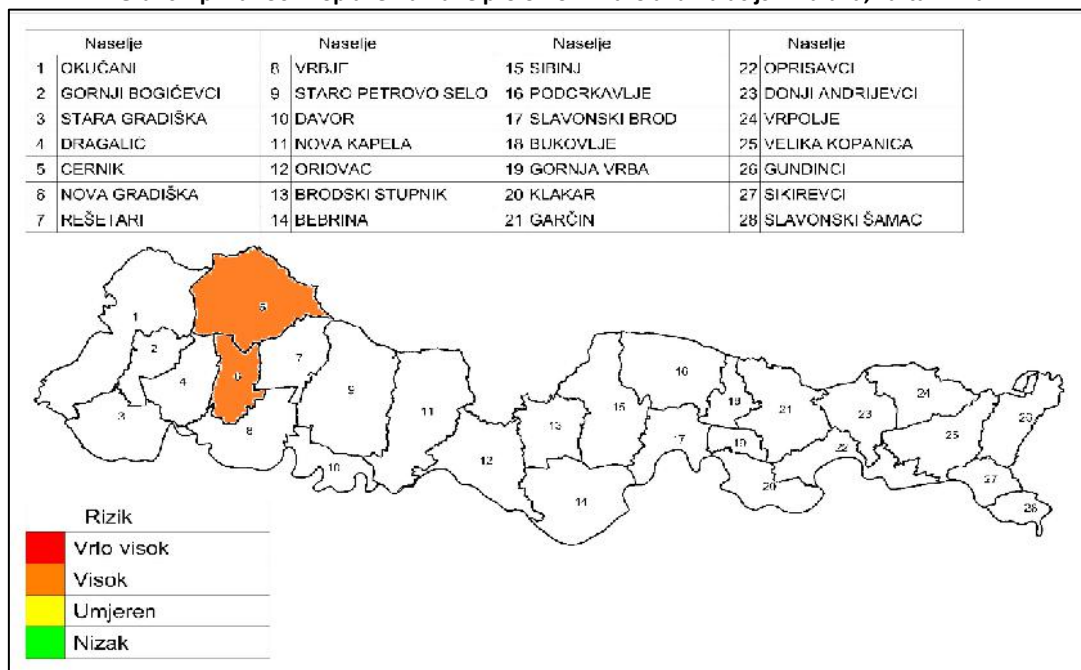 Naselje Naselje Naselje Naselje
1 OKUČANI 8 VRBJE 15 SIBINJ 22 OPRISAVCI
2 GORNJI BOGIĆEVCI 9 STARO PETROVO SELO 16 PODCRKAVLJE 23 DONJI ANDRIJEVCI
3 STARA GRADIŠKA 10 DAVOR 17 SLAVONSKI BROD 24 VRPOLJE
4 DRAGALIĆ 11 NOVA KAPELA 18 BUKOVLJE 25 VELIKA KOPANICA
5 CERNIK 12 ORIOVAC 19 GORNJA VRBA 26 GUNDINCI
6 NOVA GRADIŠKA 13 BRODSKI STUPNIK 20 KLAKAR 27 SIKIREVCI
7 REŠETARI 14 BEBRINA 21 GARČIN 28 SLAVONSKI ŠAMAC
5
1
2 7
16
4 6 9 24
18
3 11 15 21 23 26
8 13 17 19 25
22
10 12
20 27
14
28
Rizik
Vrlo visok
Visok
Umjeren
Nizak